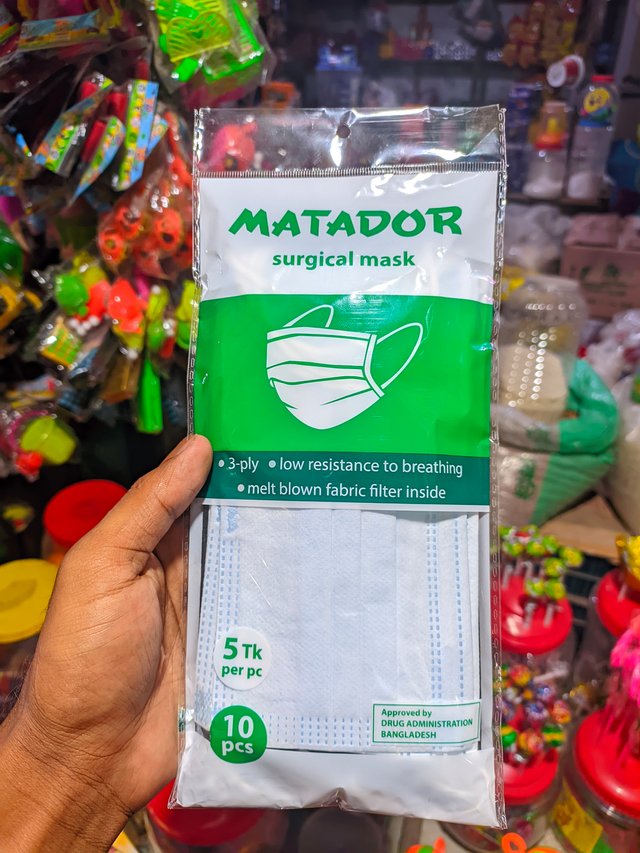 MATADOR
surgical mask
• 3-ply • low resistance to breathing
• melt blown fabric filter inside
5 Tk
per pc
10
pcs
Approved by
DRUG ADMINISTRATION
BANGLADESH